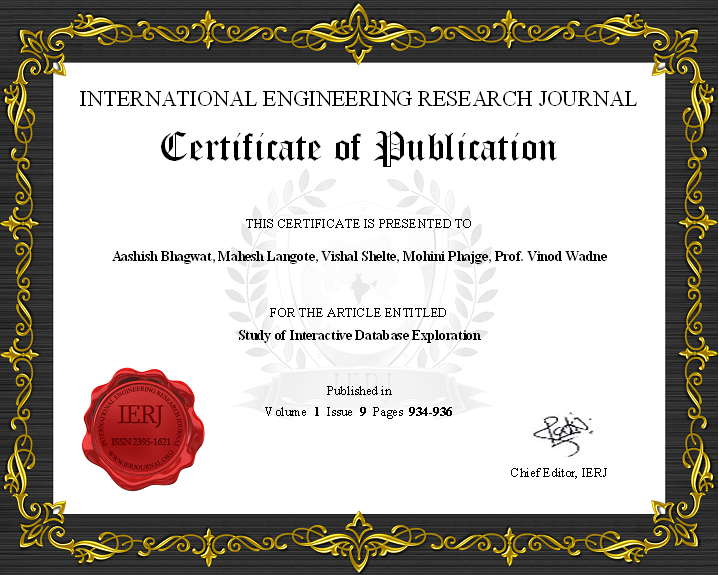 INTERNATIONAL ENGINEERING RESEARCH JOURNAL
Certificate of Publication
THIS CERTIFICATE IS PRESENTED TO
Aashish Bhagwat, Mahesh Langote, Vishal Shelte, Mohini Phajge, Prof. Vinod Wadne
FOR THE ARTICLE ENTITLED
Study of Interactive Database Exploration
IERJ
Published in
Volume 1 Issue 9 Pages 934-936
INTERNATIONAL ENGINEERING RESEARCH JOURNAL
IERJ
ISSN 2395-1621
WWW.IERJOURNAL.ORG
Chief Editor, IERJ